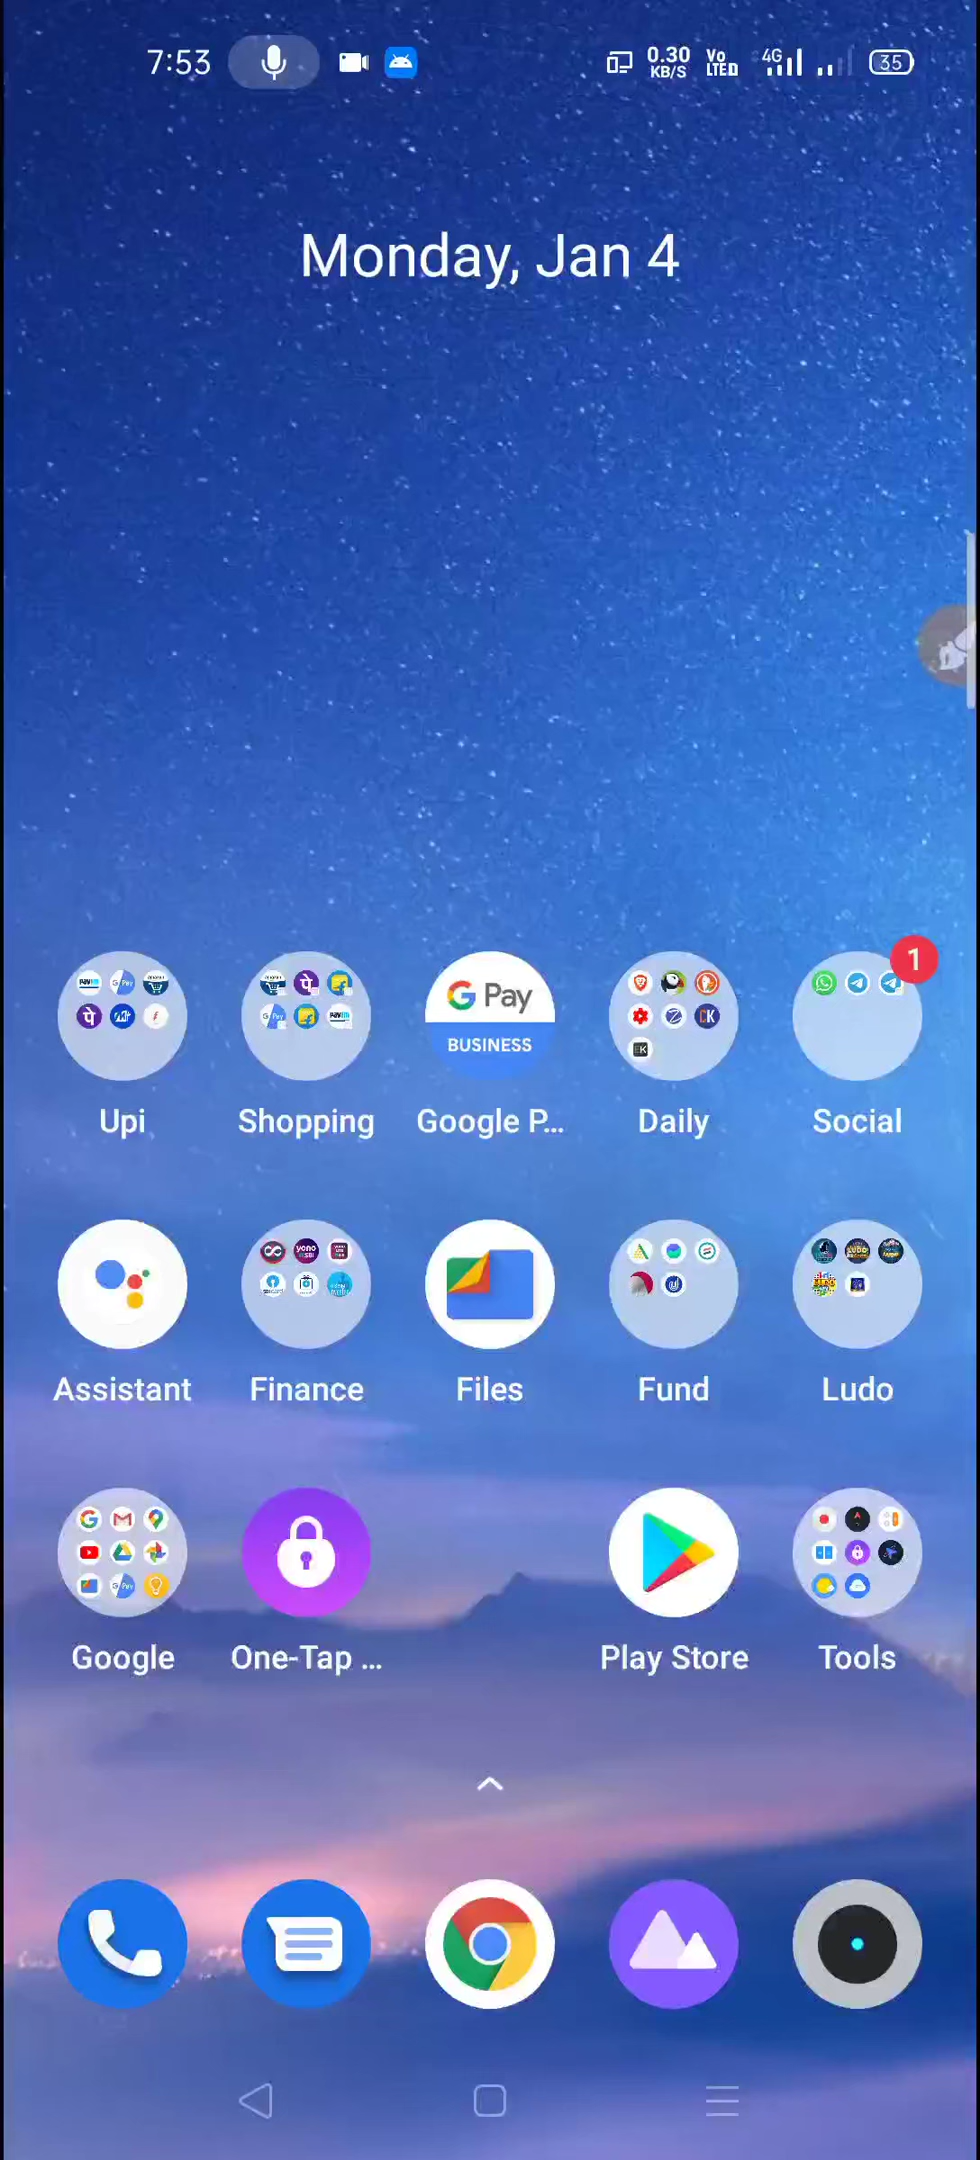 7:53 0.30 KB/S Vo LTE 4G 35
Monday, Jan 4
1
G Pay
BUSINESS
Upi Shopping Google P... Daily Social
Assistant Finance Files Fund Ludo
Google One-Tap ... Play Store Tools